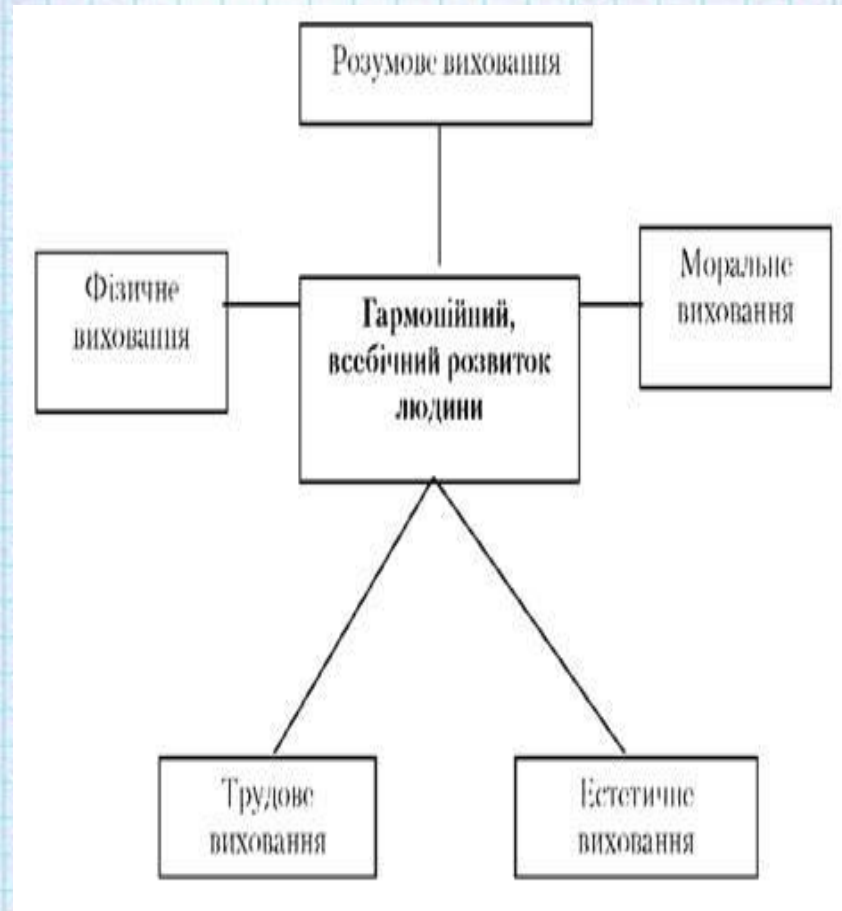 Розумове виховання
Фізичне
виховання
Гармонійний,
всебічний розвиток
людини
Моральне
виховання
Трудове
виховання
Естетичне
виховання